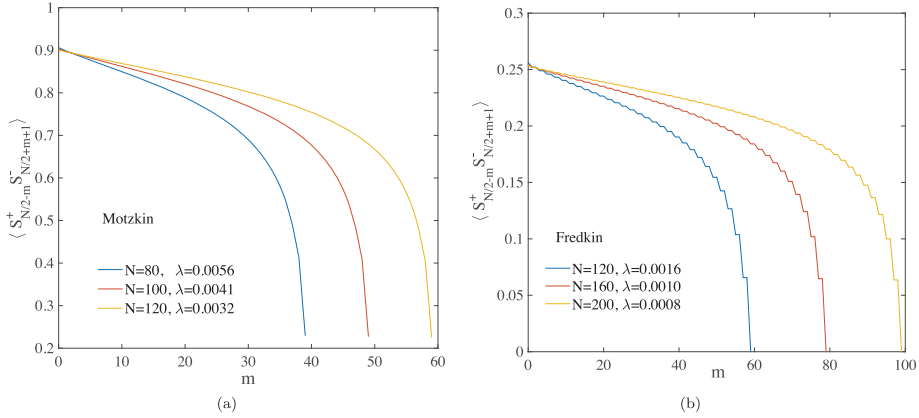 1
0.9
0.8
0.7
0.6
0.5
0.4
0.3
0.2
⟨ S⁺_{N/2-m} S⁻_{N/2+m+1} ⟩
Motzkin
N=80, λ=0.0056
N=100, λ=0.0041
N=120, λ=0.0032
0 10 20 30 40 50 60
m
(a)
0.3
0.25
0.2
0.15
0.1
0.05
0
⟨ S⁺_{N/2-m} S⁻_{N/2+m+1} ⟩
Fredkin
N=120, λ=0.0016
N=160, λ=0.0010
N=200, λ=0.0008
0 20 40 60 80 100
m
(b)